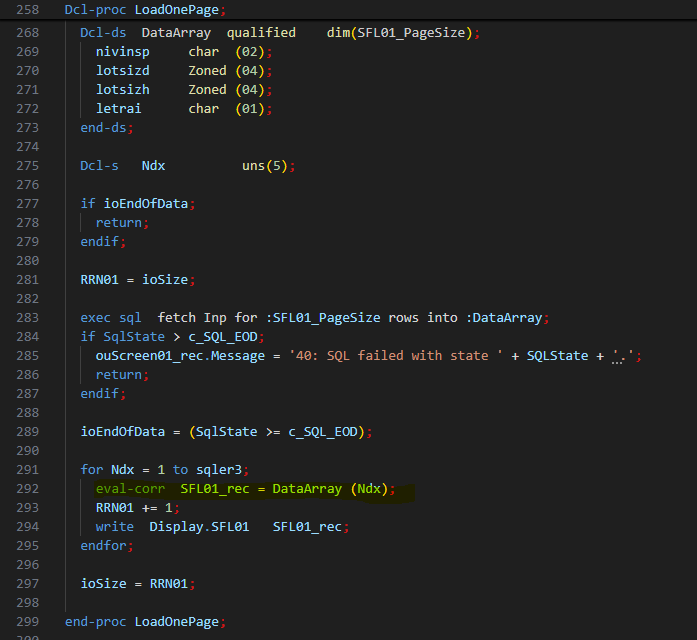 258 Dcl-proc LoadOnePage;
268 Dcl-ds DataArray qualified dim(SFL01_PageSize);
269 nivinsp char (02);
270 lotsizd Zoned (04);
271 lotsizh Zoned (04);
272 letrai char (01);
273 end-ds;
274
275 Dcl-s Ndx uns(5);
276
277 if ioEndOfData;
278 return;
279 endif;
280
281 RRN01 = ioSize;
282
283 exec sql fetch Inp for :SFL01_PageSize rows into :DataArray;
284 if SqlState > c_SQL_EOD;
285 ouScreen01_rec.Message = '40: SQL failed with state ' + SQLState + '.';
286 return;
287 endif;
288
289 ioEndOfData = (SqlState >= c_SQL_EOD);
290
291 for Ndx = 1 to sqler3;
292 eval-corr SFL01_rec = DataArray (Ndx);
293 RRN01 += 1;
294 write Display.SFL01 SFL01_rec;
295 endfor;
296
297 ioSize = RRN01;
298
299 end-proc LoadOnePage;